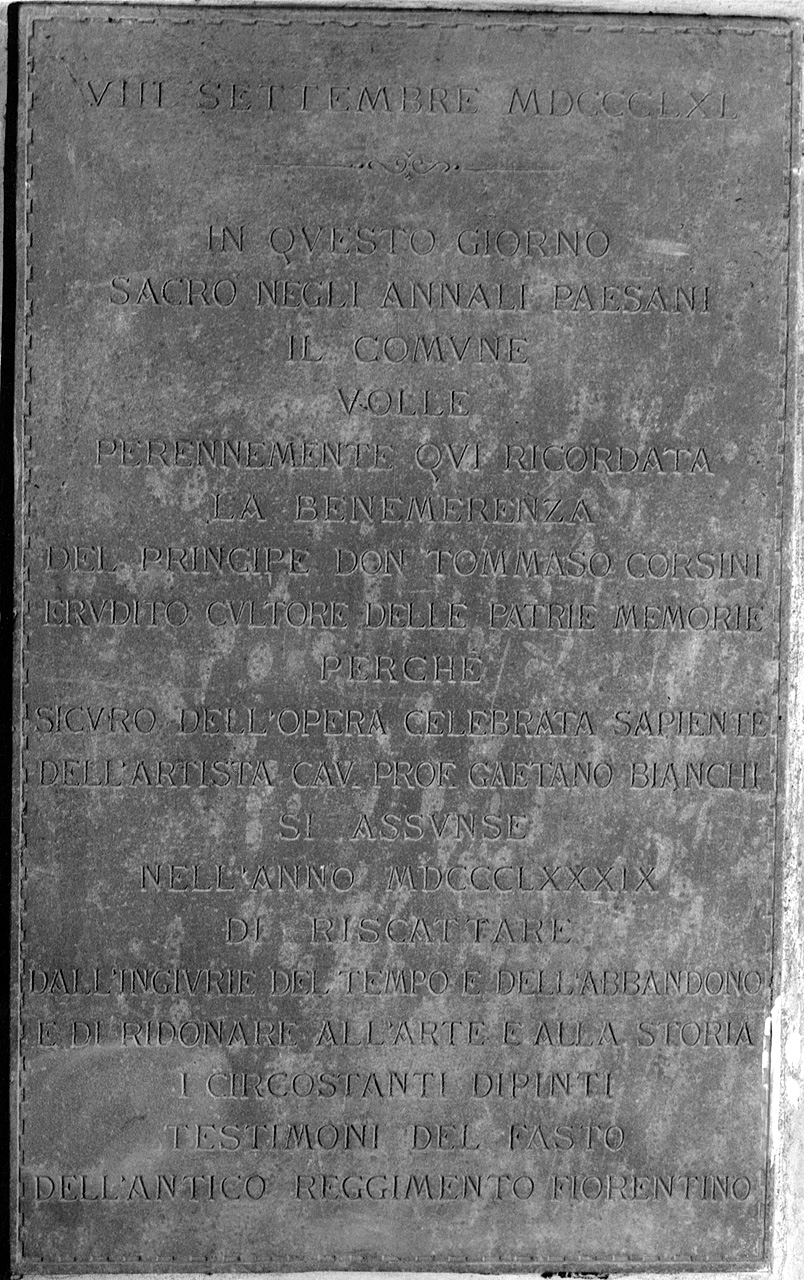 VIII SETTEMBRE MDCCCLXL
IN QVESTO GIORNO
SACRO NEGLI ANNALI PAESANI
IL COMVNE
VOLLE
PERENNEMENTE QVI RICORDATA
LA BENEMERENZA
DEL PRINCIPE DON TOMMASO CORSINI
ERVDITO CVLTORE DELLE PATRIE MEMORIE
PERCHÉ
SICVRO DELL'OPERA CELEBRATA SAPIENTE
DELL'ARTISTA CAV. PROF. GAETANO BIANCHI
SI ASSVNSE
NELL'ANNO MDCCCLXXXIX
DI RISCATTARE
DALL'INGIVRIE DEL TEMPO E DELL'ABBANDONO
E DI RIDONARE ALL'ARTE E ALLA STORIA
I CIRCOSTANTI DIPINTI
TESTIMONI DEL FASTO
DELL'ANTICO REGGIMENTO FIORENTINO